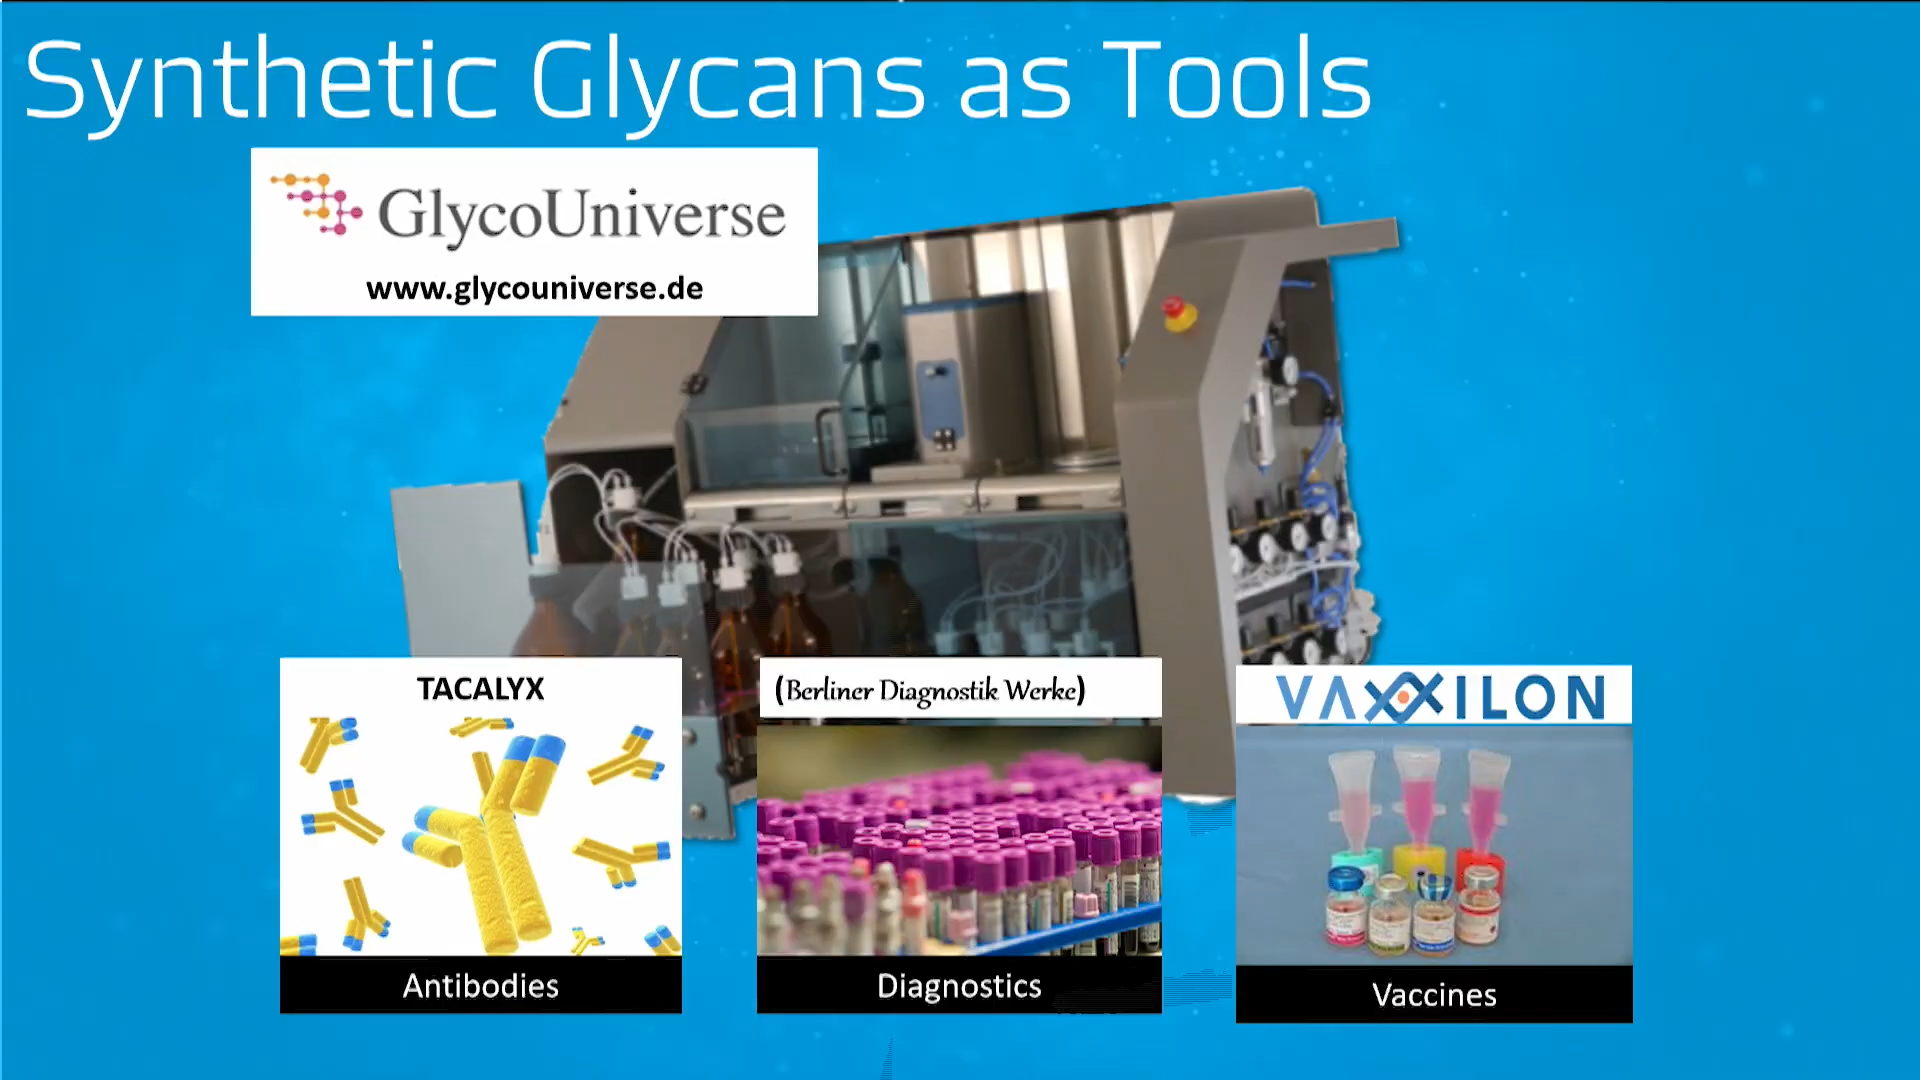 Synthetic Glycans as Tools
GlycoUniverse
www.glycouniverse.de
TACALYX
(Berliner Diagnostik Werke)
VAXXILON
Antibodies
Diagnostics
Vaccines